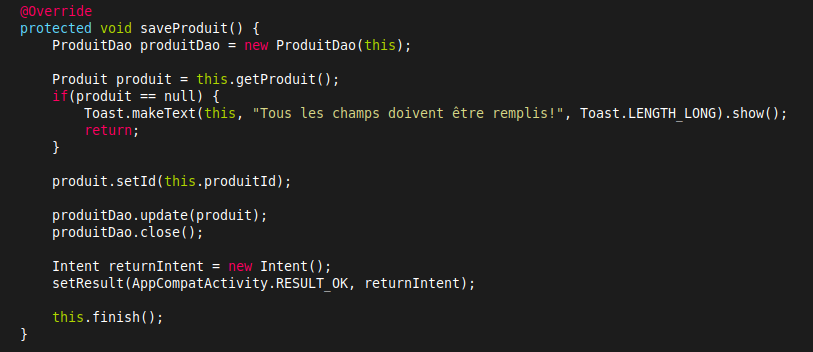 @Override
protected void saveProduit() {
    ProduitDao produitDao = new ProduitDao(this);
    Produit produit = this.getProduit();
    if(produit == null) {
        Toast.makeText(this, "Tous les champs doivent être remplis!", Toast.LENGTH_LONG).show();
        return;
    }
    produit.setId(this.produitId);
    produitDao.update(produit);
    produitDao.close();
    Intent returnIntent = new Intent();
    setResult(AppCompatActivity.RESULT_OK, returnIntent);
    this.finish();
}